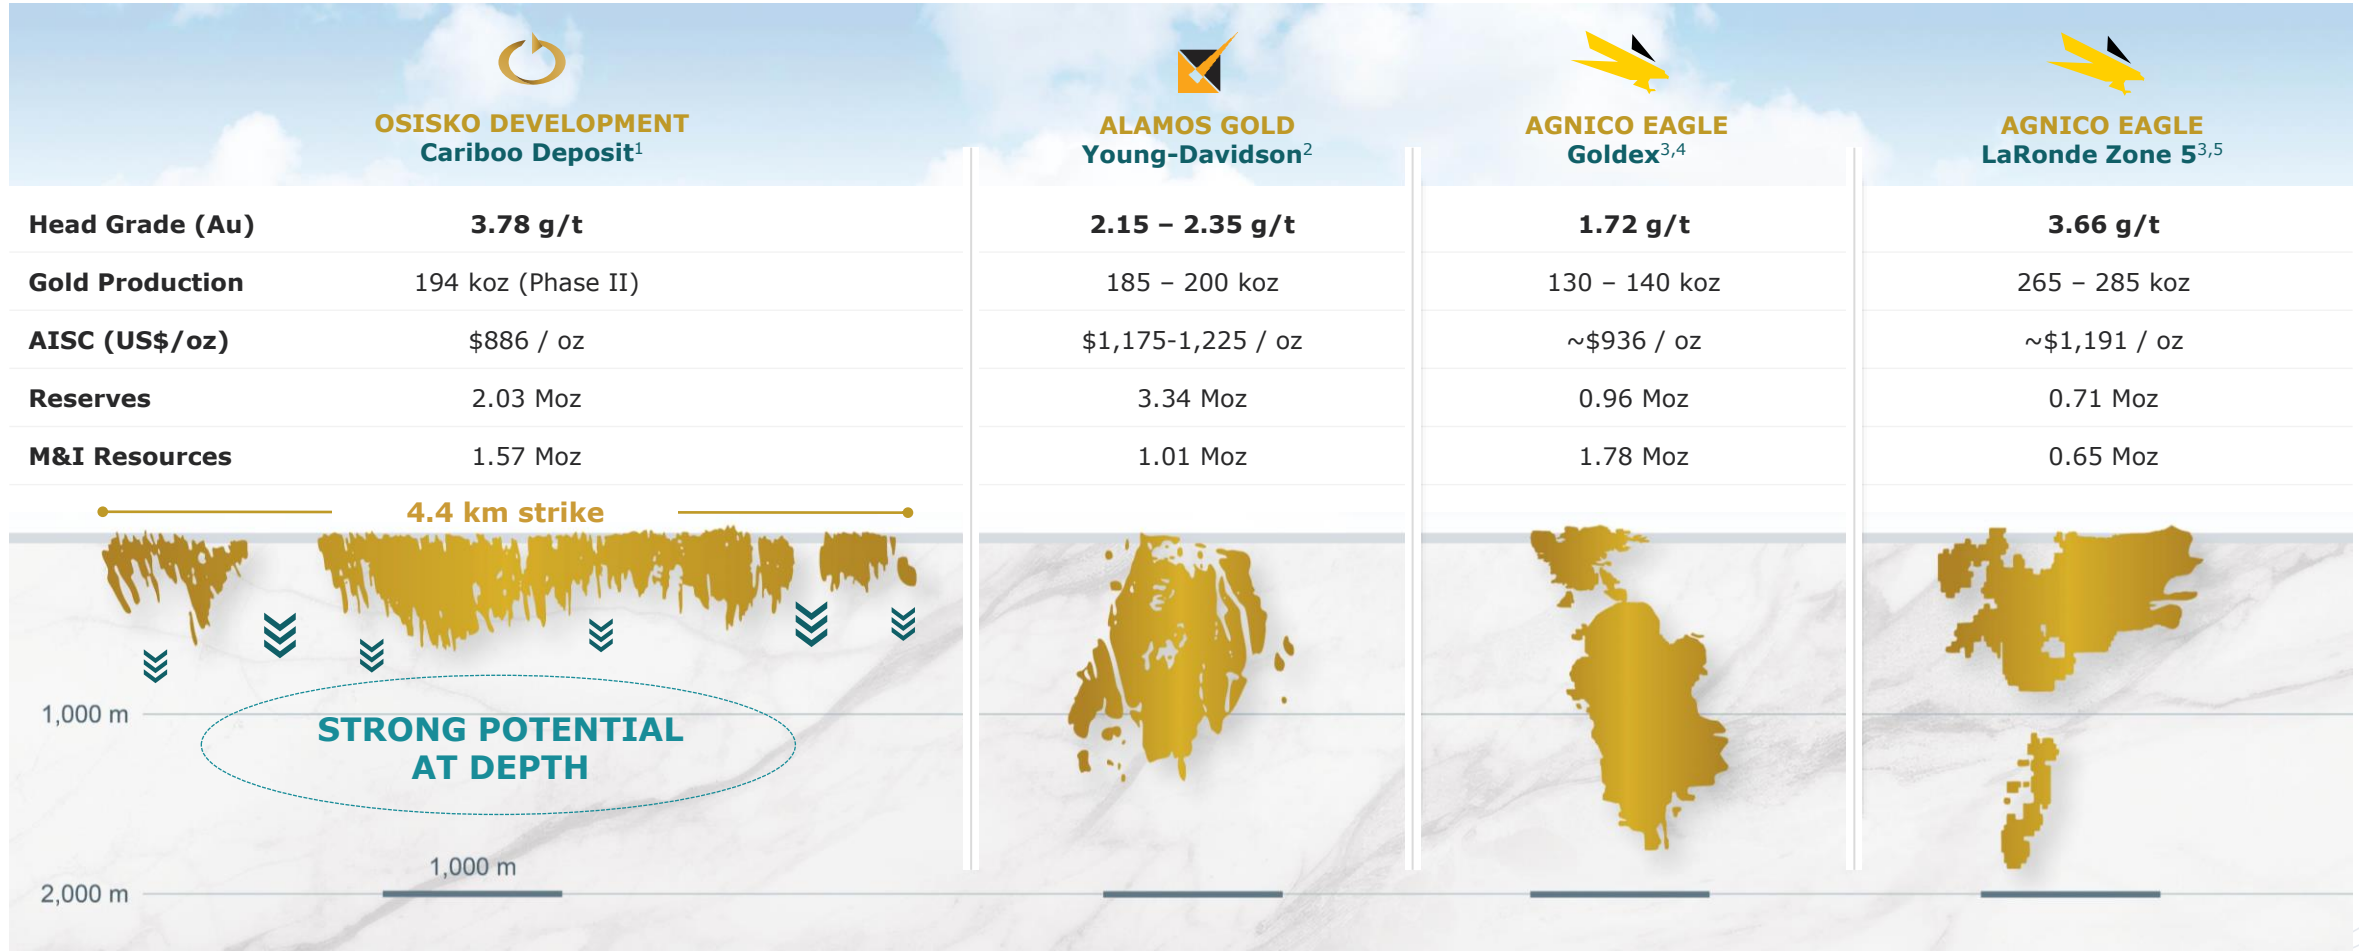 OSISKO DEVELOPMENT
Cariboo Deposit1
ALAMOS GOLD
Young-Davidson2
AGNICO EAGLE
Goldex3,4
AGNICO EAGLE
LaRonde Zone 53,5
Head Grade (Au) 3.78 g/t 2.15 – 2.35 g/t 1.72 g/t 3.66 g/t
Gold Production 194 koz (Phase II) 185 – 200 koz 130 – 140 koz 265 – 285 koz
AISC (US$/oz) $886 / oz $1,175-1,225 / oz ~$936 / oz ~$1,191 / oz
Reserves 2.03 Moz 3.34 Moz 0.96 Moz 0.71 Moz
M&I Resources 1.57 Moz 1.01 Moz 1.78 Moz 0.65 Moz
4.4 km strike
1,000 m
STRONG POTENTIAL
AT DEPTH
1,000 m
2,000 m